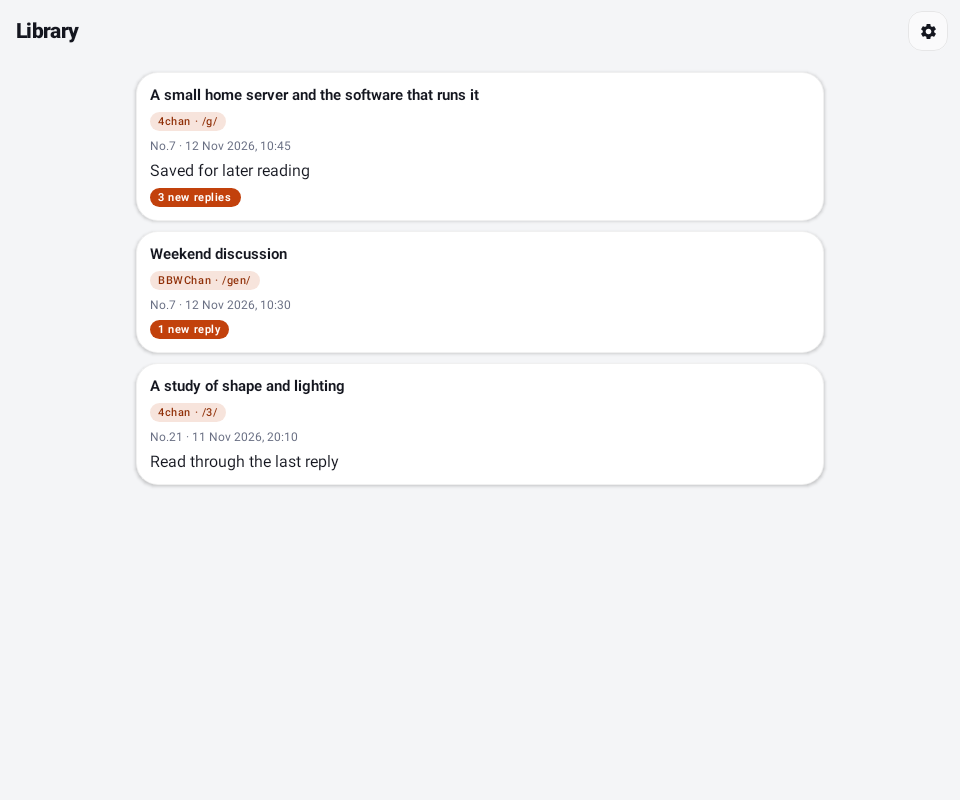 Library
A small home server and the software that runs it
4chan · /g/
No.7 · 12 Nov 2026, 10:45
Saved for later reading
3 new replies
Weekend discussion
BBWChan · /gen/
No.7 · 12 Nov 2026, 10:30
1 new reply
A study of shape and lighting
4chan · /3/
No.21 · 11 Nov 2026, 20:10
Read through the last reply